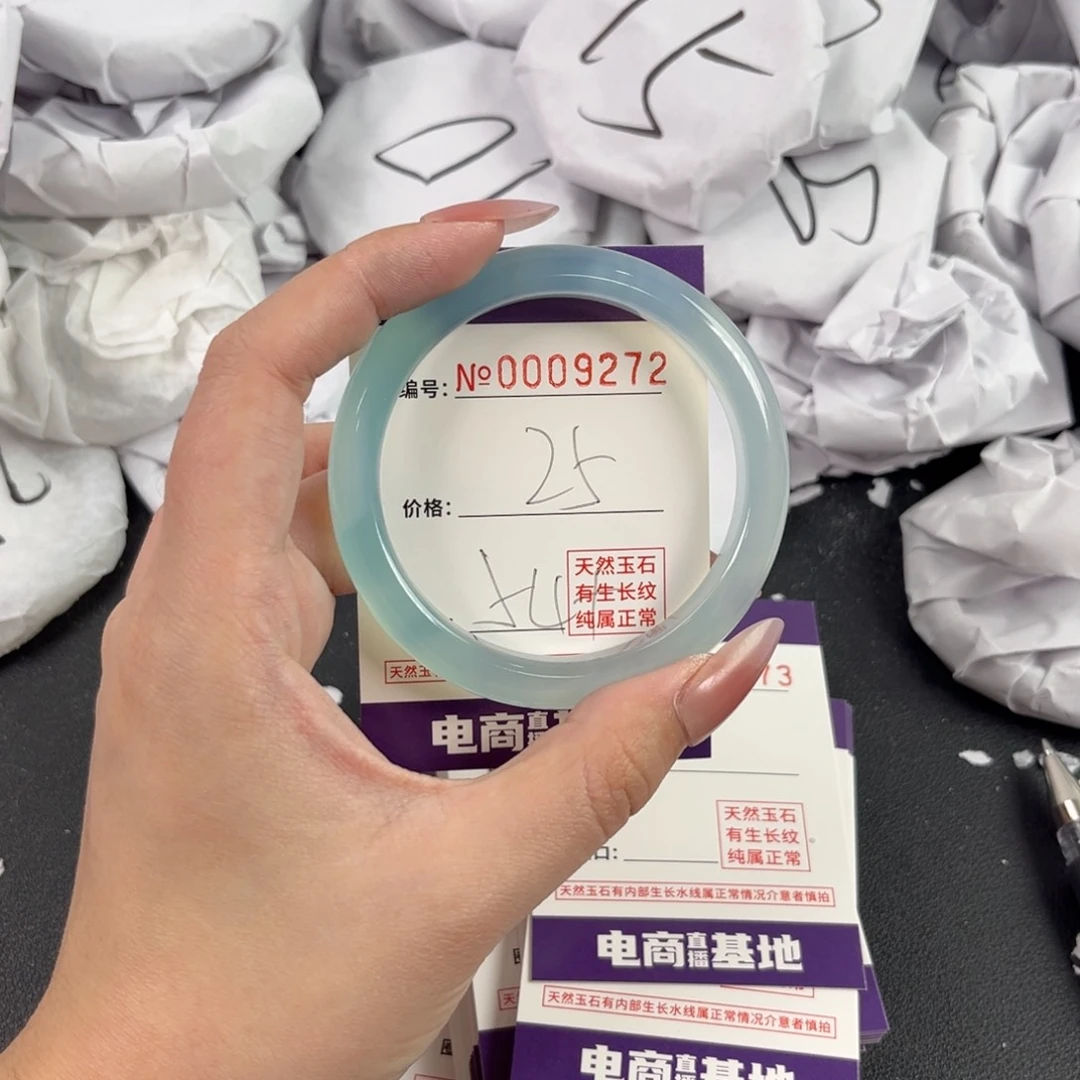 编号: №0009272
价格: 25
天然玉石
有生长纹
纯属正常
天然玉
电商直播
73
天然玉石
有生长纹
纯属正常
口:
天然玉石有内部生长水线属正常情况介意者慎拍
电商直播基地
天然玉石有内部生长水线属正常情况介意者慎拍
电商直播基地